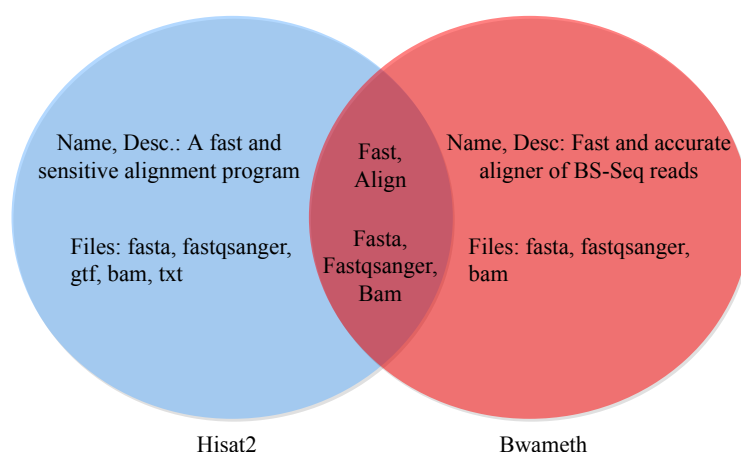 Name, Desc.: A fast and
sensitive alignment program
Files: fasta, fastqsanger,
gtf, bam, txt
Fast,
Align
Fasta,
Fastqsanger,
Bam
Name, Desc: Fast and accurate
aligner of BS-Seq reads
Files: fasta, fastqsanger,
bam
Hisat2
Bwameth